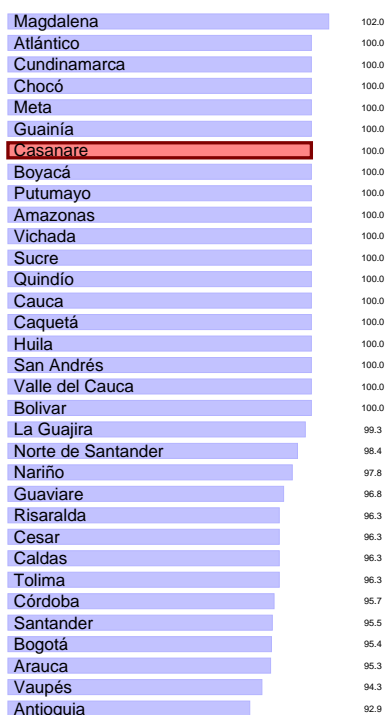 Magdalena 102.0
Atlántico 100.0
Cundinamarca 100.0
Chocó 100.0
Meta 100.0
Guainía 100.0
Casanare 100.0
Boyacá 100.0
Putumayo 100.0
Amazonas 100.0
Vichada 100.0
Sucre 100.0
Quindío 100.0
Cauca 100.0
Caquetá 100.0
Huila 100.0
San Andrés 100.0
Valle del Cauca 100.0
Bolivar 100.0
La Guajira 99.3
Norte de Santander 98.4
Nariño 97.8
Guaviare 96.8
Risaralda 96.3
Cesar 96.3
Caldas 96.3
Tolima 96.3
Córdoba 95.7
Santander 95.5
Bogotá 95.4
Arauca 95.3
Vaupés 94.3
Antioquia 92.9